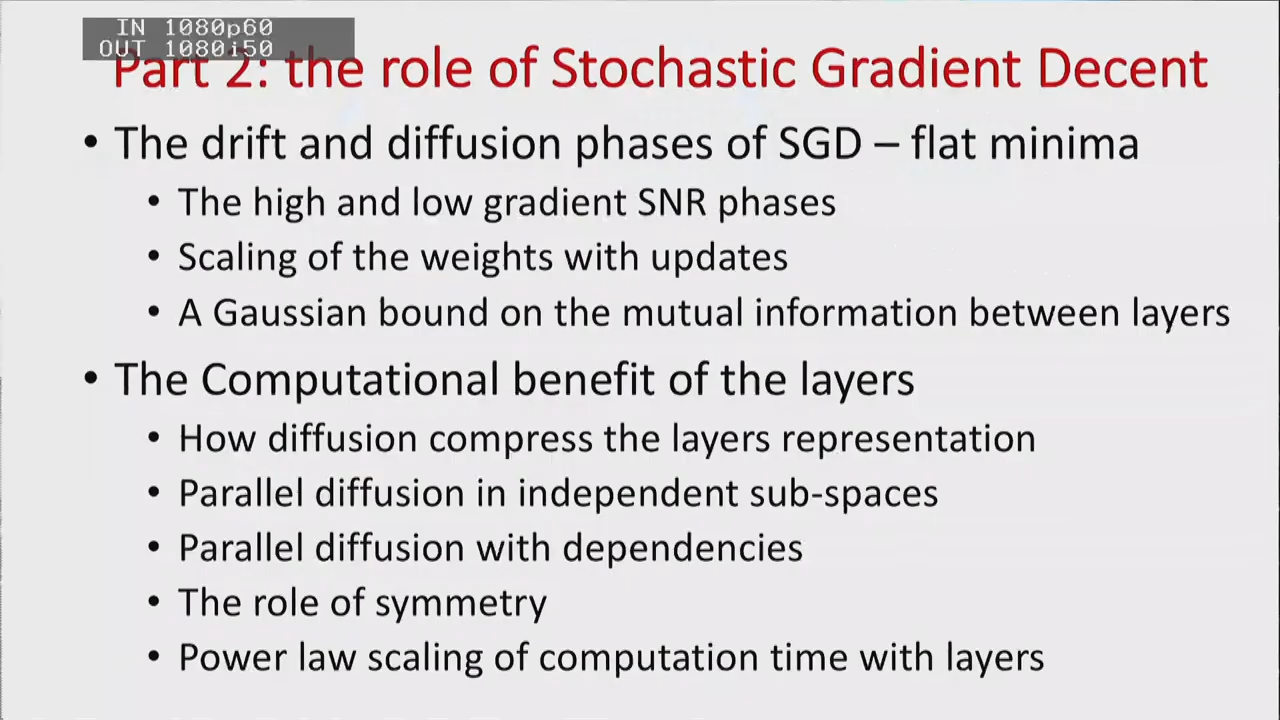 IN 1080p60
OUT 1080i50
Part 2: the role of Stochastic Gradient Decent
• The drift and diffusion phases of SGD – flat minima
• The high and low gradient SNR phases
• Scaling of the weights with updates
• A Gaussian bound on the mutual information between layers
• The Computational benefit of the layers
• How diffusion compress the layers representation
• Parallel diffusion in independent sub-spaces
• Parallel diffusion with dependencies
• The role of symmetry
• Power law scaling of computation time with layers